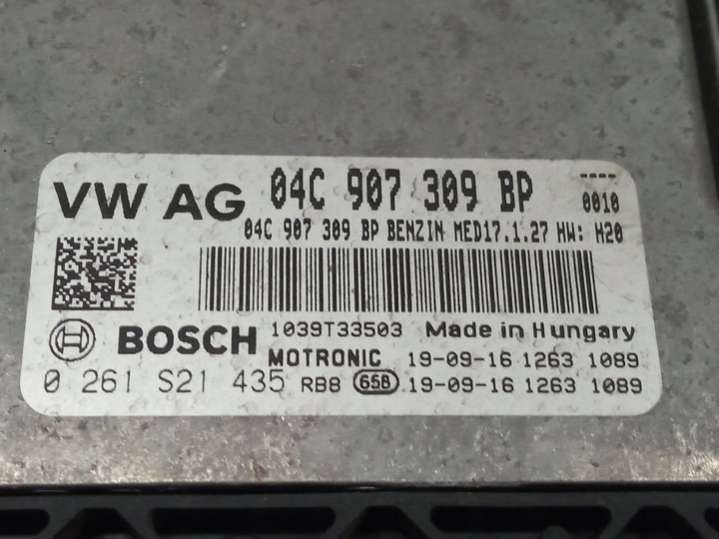 VW AG 04C 907 309 BP ----
0010
04C 907 309 BP BENZIN MED17.1.27 HW: H20
BOSCH 1039T33503 Made in Hungary
MOTRONIC 19-09-16 1263 1089
0 261 S21 435 RB8 658 19-09-16 1263 1089